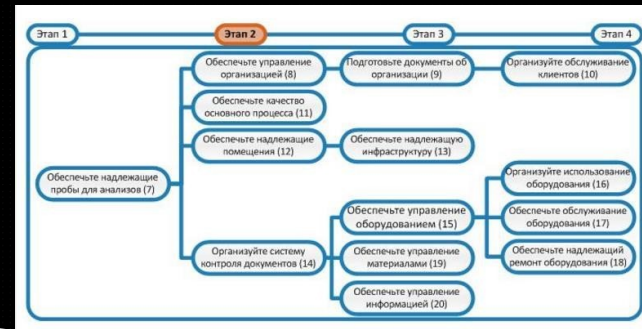 Этап 1
Этап 2
Этап 3
Этап 4
Обеспечьте управление
организацией (8)
Подготовьте документы об
организации (9)
Организуйте обслуживание
клиентов (10)
Обеспечьте качество
основного процесса (11)
Обеспечьте надлежащие
помещения (12)
Обеспечьте надлежащую
инфраструктуру (13)
Обеспечьте надлежащие
пробы для анализов (7)
Организуйте использование
оборудования (16)
Обеспечьте управление
оборудованием (15)
Обеспечьте обслуживание
оборудования (17)
Организуйте систему
контроля документов (14)
Обеспечьте управление
материалами (19)
Обеспечьте надлежащий
ремонт оборудования (18)
Обеспечьте управление
информацией (20)